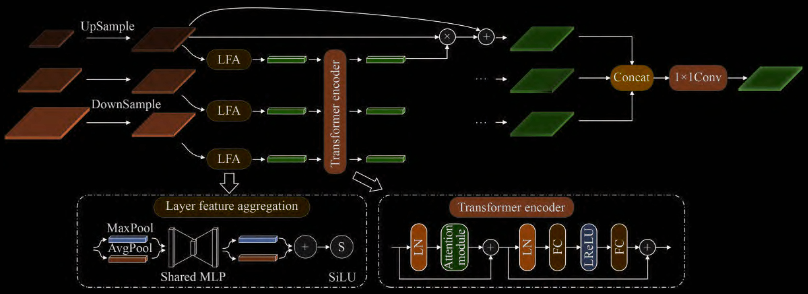 UpSample
DownSample
LFA
LFA
LFA
Transformer encoder
×
+
...
...
Concat
1×1Conv
Layer feature aggregation
MaxPool
AvgPool
Shared MLP
+
S
SiLU
Transformer encoder
LN
Attention
module
+
LN
FC
LReLU
FC
+